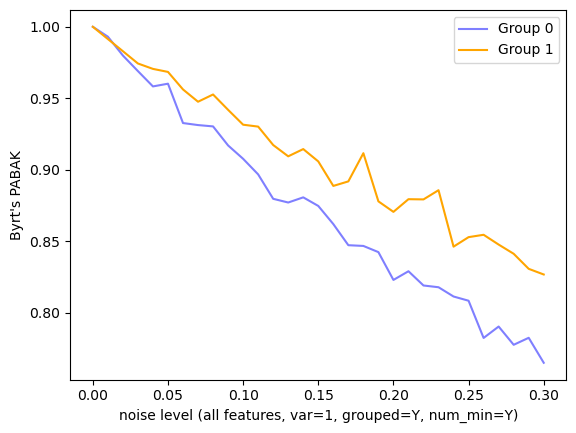 Group 0
Group 1
Byrt's PABAK
1.00
0.95
0.90
0.85
0.80
0.00 0.05 0.10 0.15 0.20 0.25 0.30
noise level (all features, var=1, grouped=Y, num_min=Y)